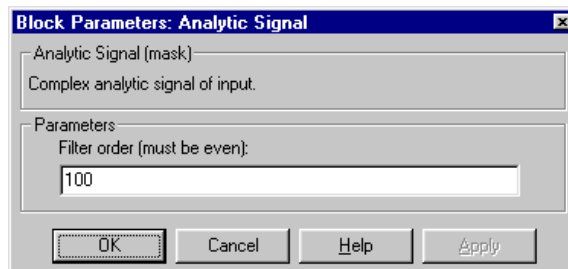 Block Parameters: Analytic Signal
Analytic Signal (mask)
Complex analytic signal of input.
Parameters
Filter order (must be even):
100
OK Cancel Help Apply